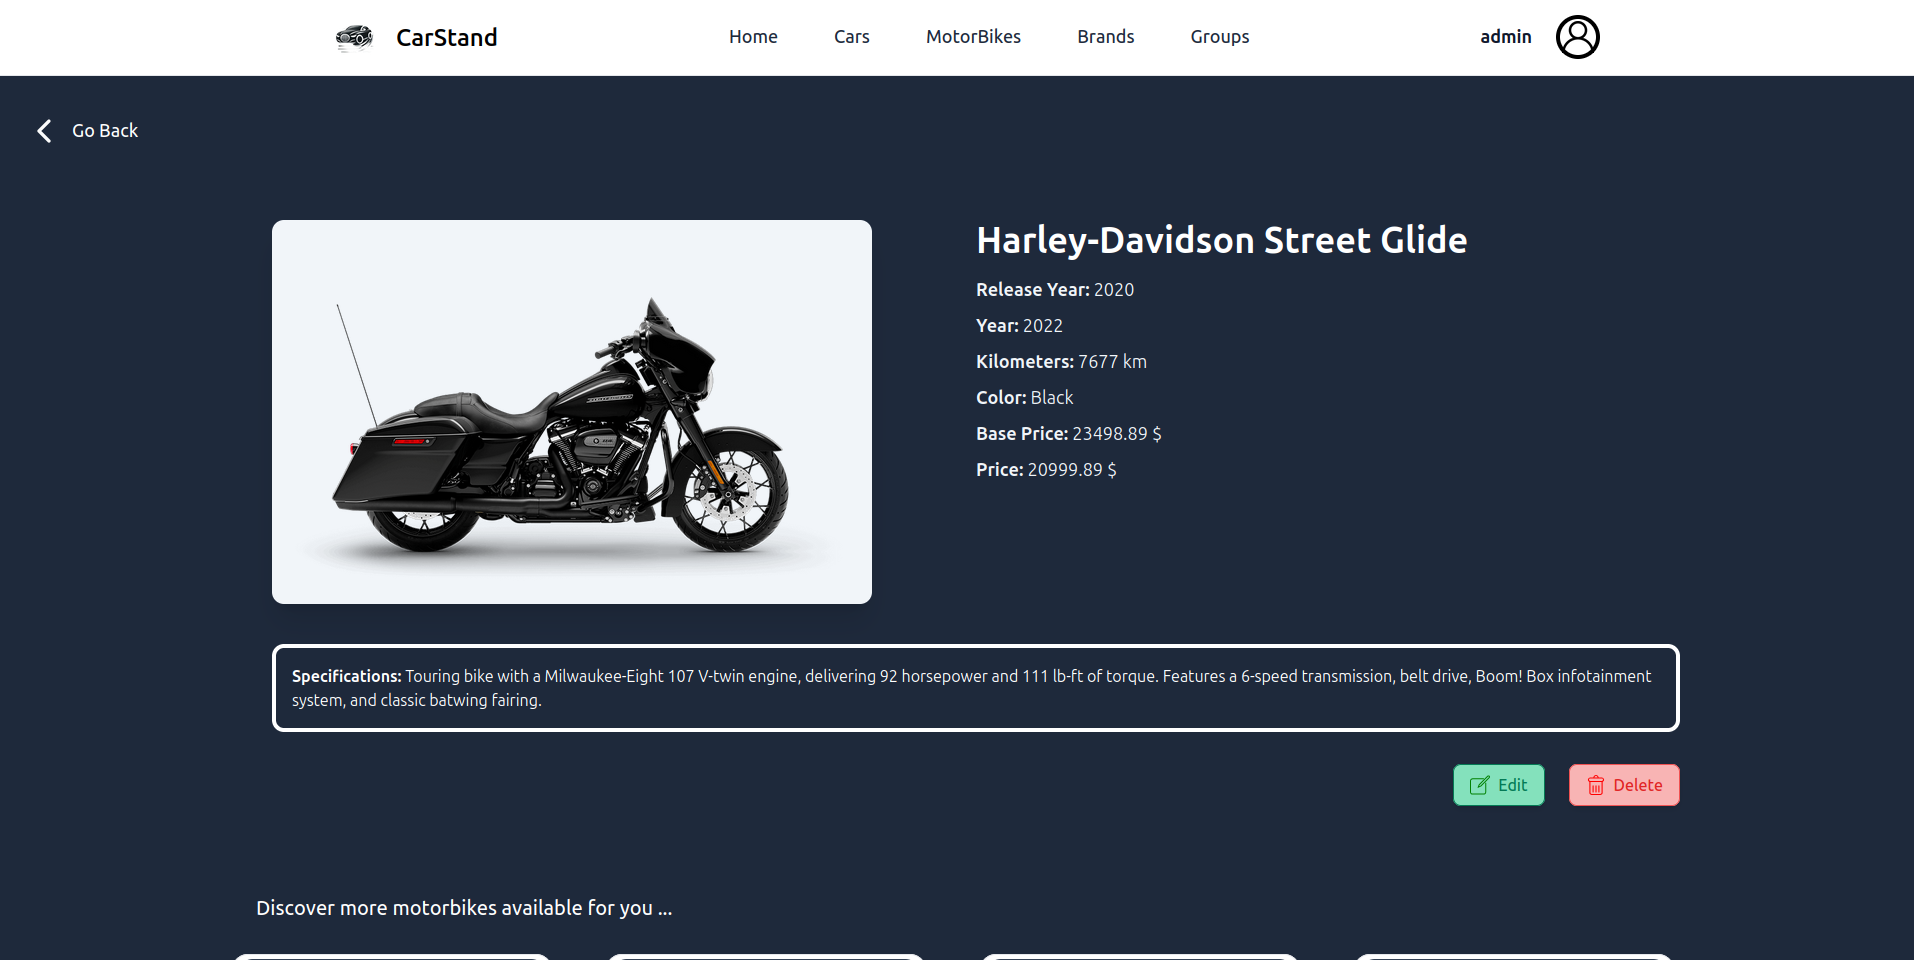 CarStand
Home
Cars
MotorBikes
Brands
Groups
admin
Go Back
Harley-Davidson Street Glide
Release Year: 2020
Year: 2022
Kilometers: 7677 km
Color: Black
Base Price: 23498.89 $
Price: 20999.89 $
Specifications: Touring bike with a Milwaukee-Eight 107 V-twin engine, delivering 92 horsepower and 111 lb-ft of torque. Features a 6-speed transmission, belt drive, Boom! Box infotainment
system, and classic batwing fairing.
Edit
Delete
Discover more motorbikes available for you ...